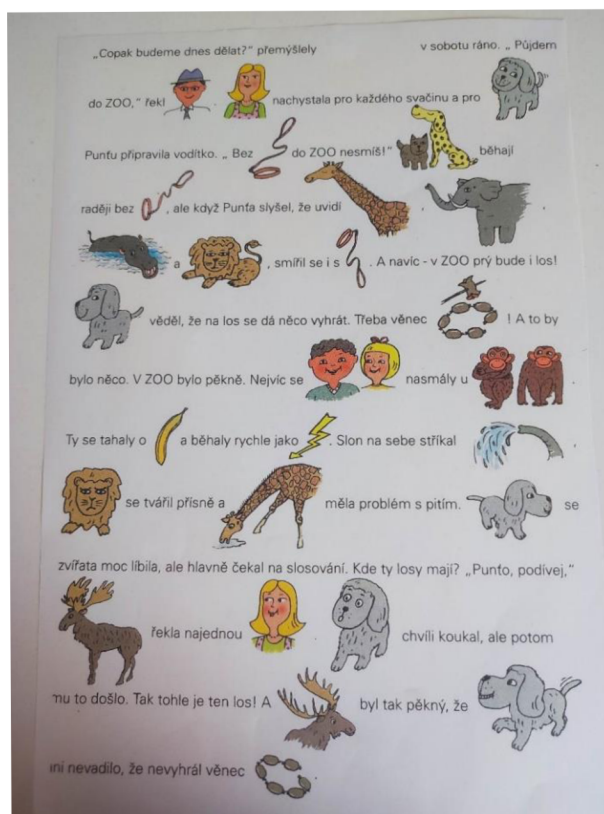 „Copak budeme dnes dělat?“ přemýšlely v sobotu ráno. „ Půjdem
do ZOO,“ řekl . nachystala pro každého svačinu a pro
Punťu připravila vodítko. „ Bez do ZOO nesmíš!“ běhají
raději bez , ale když Punťa slyšel, že uvidí , ,
a , smířil se i s . A navíc - v ZOO prý bude i los!
věděl, že na los se dá něco vyhrát. Třeba věnec ! A to by
bylo něco. V ZOO bylo pěkně. Nejvíc se nasmály u .
Ty se tahaly o a běhaly rychle jako . Slon na sebe stříkal .
se tvářil přísně a měla problém s pitím. se
zvířata moc líbila, ale hlavně čekal na slosování. Kde ty losy mají? „Punto, podívej,“
řekla najednou . chvíli koukal, ale potom
mu to došlo. Tak tohle je ten los! A byl tak pěkný, že
ani nevadilo, že nevyhrál věnec .